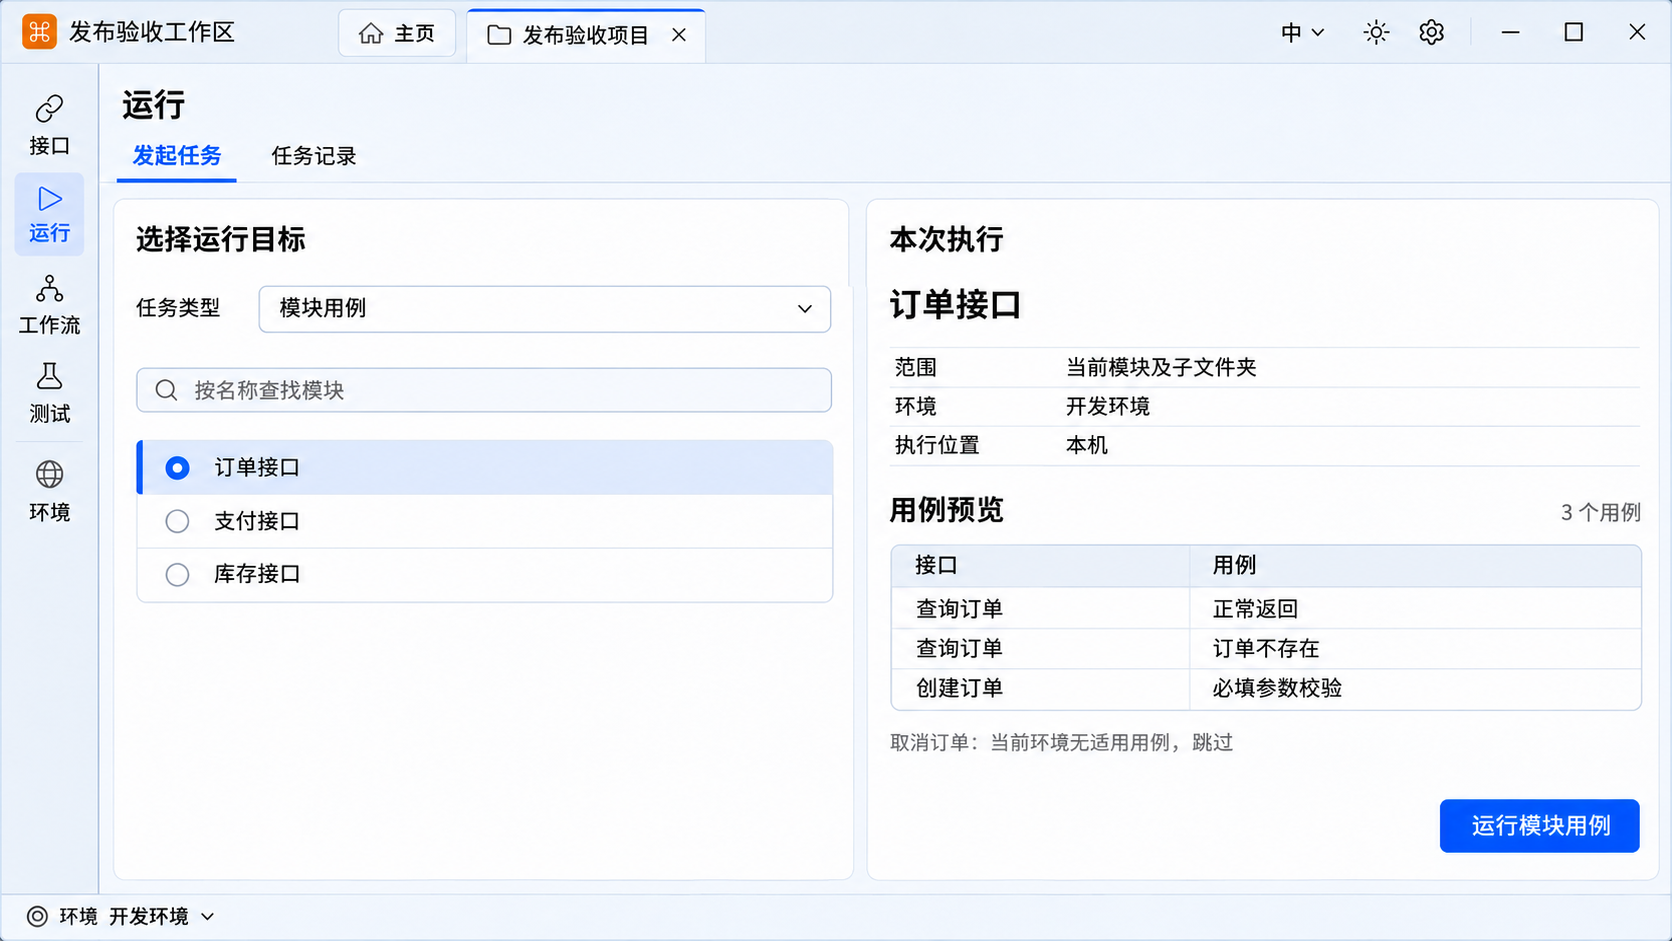 发布验收工作区
主页
发布验收项目
中
接口
运行
工作流
测试
环境
运行
发起任务
任务记录
选择运行目标
任务类型
模块用例
按名称查找模块
订单接口
支付接口
库存接口
本次执行
订单接口
范围 当前模块及子文件夹
环境 开发环境
执行位置 本机
用例预览 3 个用例
接口 用例
查询订单 正常返回
查询订单 订单不存在
创建订单 必填参数校验
取消订单：当前环境无适用用例，跳过
运行模块用例
环境 开发环境